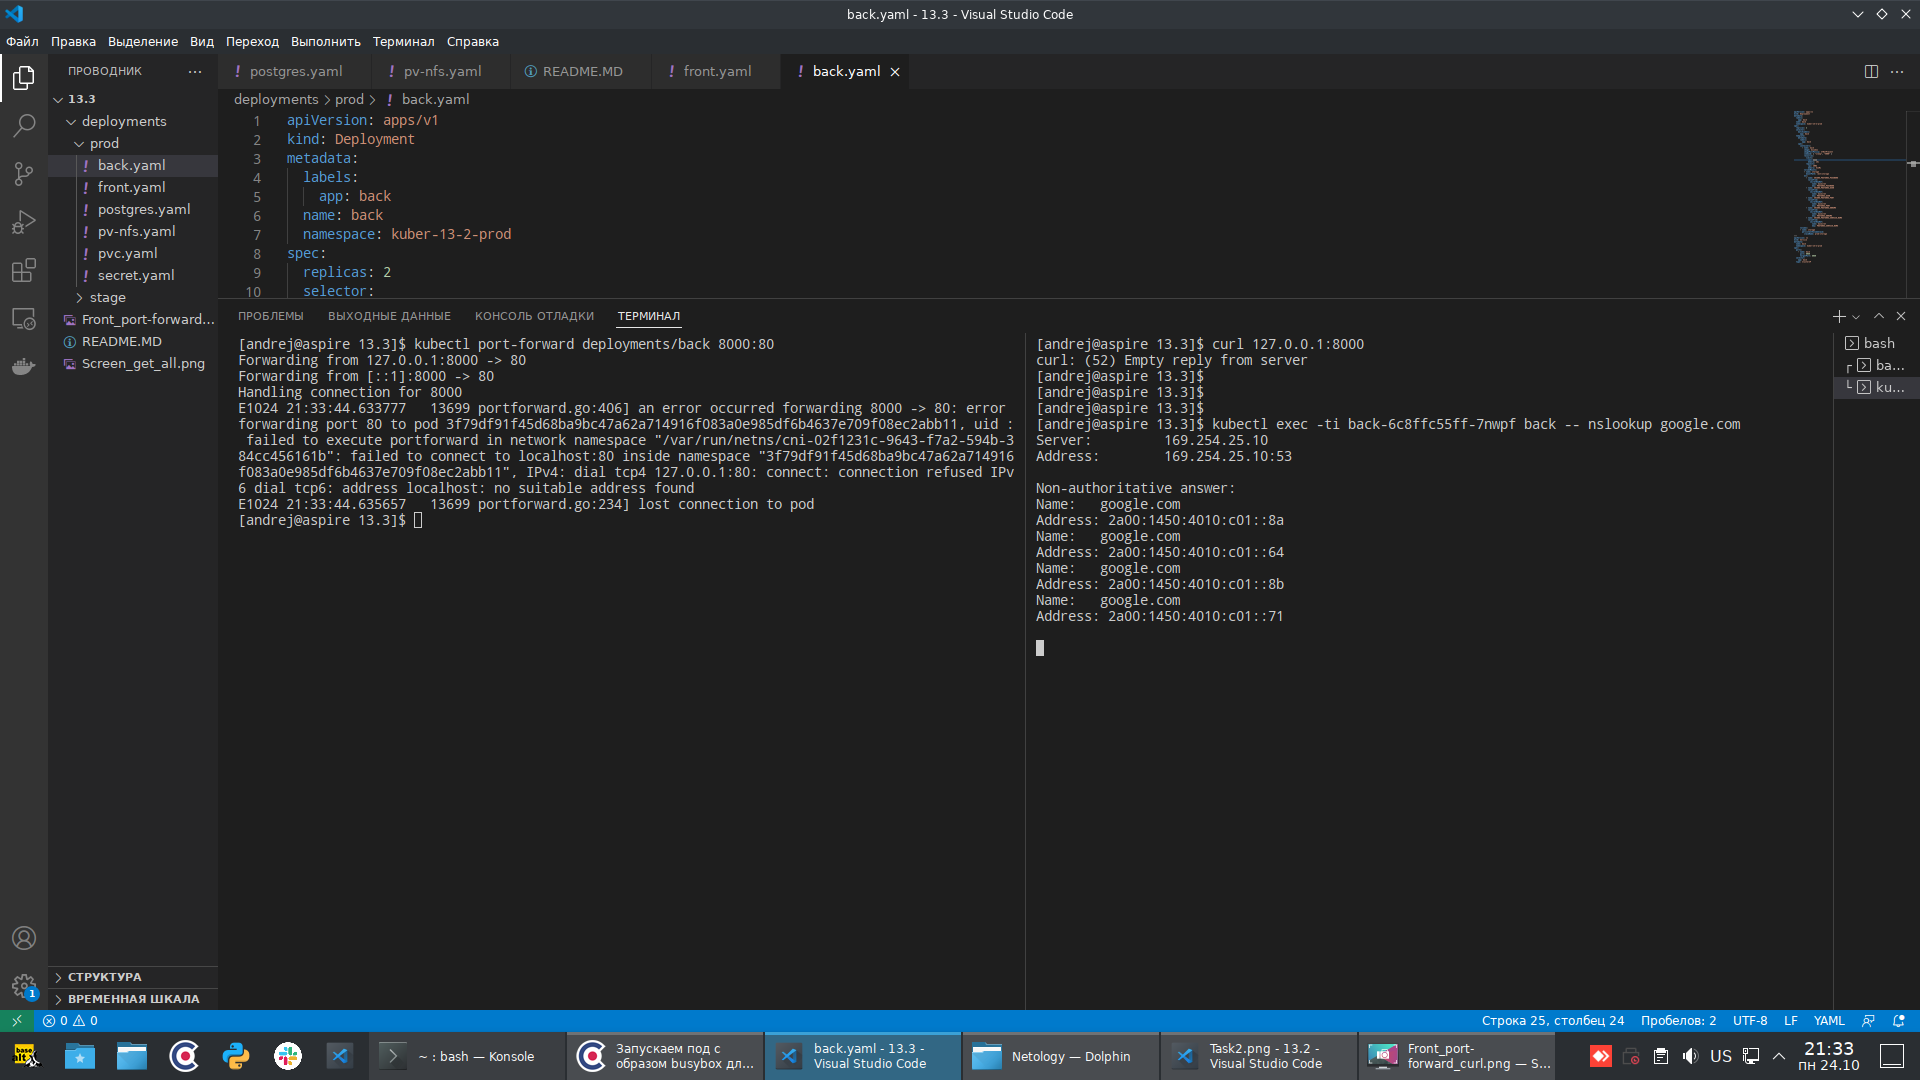 back.yaml - 13.3 - Visual Studio Code
Файл Правка Выделение Вид Переход Выполнить Терминал Справка
ПРОВОДНИК
13.3
deployments
prod
back.yaml
front.yaml
postgres.yaml
pv-nfs.yaml
pvc.yaml
secret.yaml
stage
Front_port-forward...
README.MD
Screen_get_all.png
СТРУКТУРА
ВРЕМЕННАЯ ШКАЛА
postgres.yaml pv-nfs.yaml README.MD front.yaml back.yaml
deployments > prod > ! back.yaml
1 apiVersion: apps/v1
2 kind: Deployment
3 metadata:
4 labels:
5 app: back
6 name: back
7 namespace: kuber-13-2-prod
8 spec:
9 replicas: 2
10 selector:
ПРОБЛЕМЫ ВЫХОДНЫЕ ДАННЫЕ КОНСОЛЬ ОТЛАДКИ ТЕРМИНАЛ
[andrej@aspire 13.3]$ kubectl port-forward deployments/back 8000:80
Forwarding from 127.0.0.1:8000 -> 80
Forwarding from [::1]:8000 -> 80
Handling connection for 8000
E1024 21:33:44.633777   13699 portforward.go:406] an error occurred forwarding 8000 -> 80: error
forwarding port 80 to pod 3f79df91f45d68ba9bc47a62a714916f083a0e985df6b4637e709f08ec2abb11, uid :
failed to execute portforward in network namespace "/var/run/netns/cni-02f1231c-9643-f7a2-594b-3
84cc456161b": failed to connect to localhost:80 inside namespace "3f79df91f45d68ba9bc47a62a714916
f083a0e985df6b4637e709f08ec2abb11", IPv4: dial tcp4 127.0.0.1:80: connect: connection refused IPv
6 dial tcp6: address localhost: no suitable address found
E1024 21:33:44.635657   13699 portforward.go:234] lost connection to pod
[andrej@aspire 13.3]$
[andrej@aspire 13.3]$ curl 127.0.0.1:8000
curl: (52) Empty reply from server
[andrej@aspire 13.3]$
[andrej@aspire 13.3]$
[andrej@aspire 13.3]$
[andrej@aspire 13.3]$ kubectl exec -ti back-6c8ffc55ff-7nwpf back -- nslookup google.com
Server:         169.254.25.10
Address:        169.254.25.10:53
Non-authoritative answer:
Name:   google.com
Address: 2a00:1450:4010:c01::8a
Name:   google.com
Address: 2a00:1450:4010:c01::64
Name:   google.com
Address: 2a00:1450:4010:c01::8b
Name:   google.com
Address: 2a00:1450:4010:c01::71
bash
ba...
ku...
1
0 0
Строка 25, столбец 24 Пробелов: 2 UTF-8 LF YAML
~ : bash — Konsole
Запускаем под с
образом busybox дл...
back.yaml - 13.3 -
Visual Studio Code
Netology — Dolphin
Task2.png - 13.2 -
Visual Studio Code
Front_port-
forward_curl.png — S...
US
21:33
пн 24.10